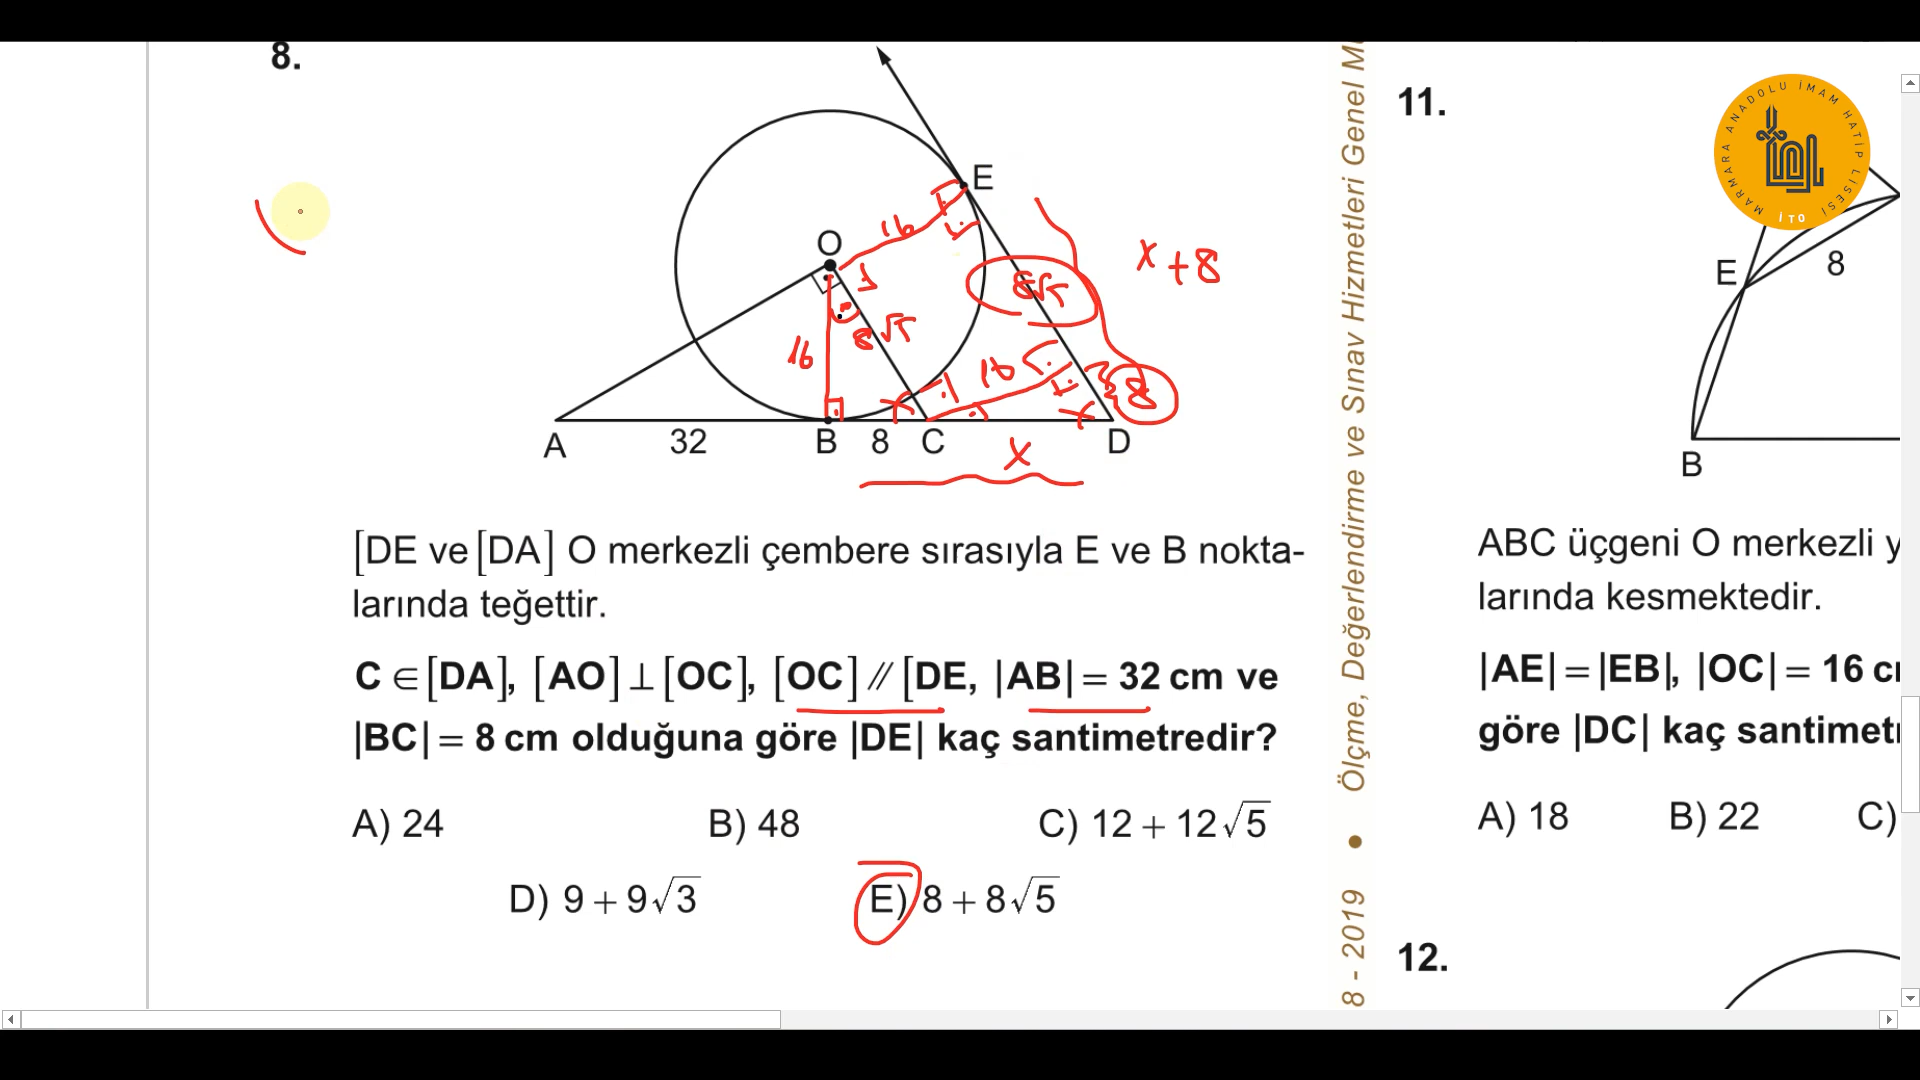 8.
E
O
16
1
8√5
x + 8
8√5
16
16
8
A
32
B
8
C
x
D
[DE ve [DA] O merkezli çembere sırasıyla E ve B nokta-
larında teğettir.
C ∈ [DA], [AO] ⊥ [OC], [OC] // [DE, |AB| = 32 cm ve
|BC| = 8 cm olduğuna göre |DE| kaç santimetredir?
A) 24
B) 48
C) 12 + 12√5
D) 9 + 9√3
E) 8 + 8√5
8 - 2019 • Ölçme, Değerlendirme ve Sınav Hizmetleri Genel M
11.
MARMARA ANADOLU İMAM HATİP LİSESİ
İTO
E
8
B
ABC üçgeni O merkezli y
larında kesmektedir.
|AE| = |EB|, |OC| = 16 c
göre |DC| kaç santimet
A) 18
B) 22
C)
12.